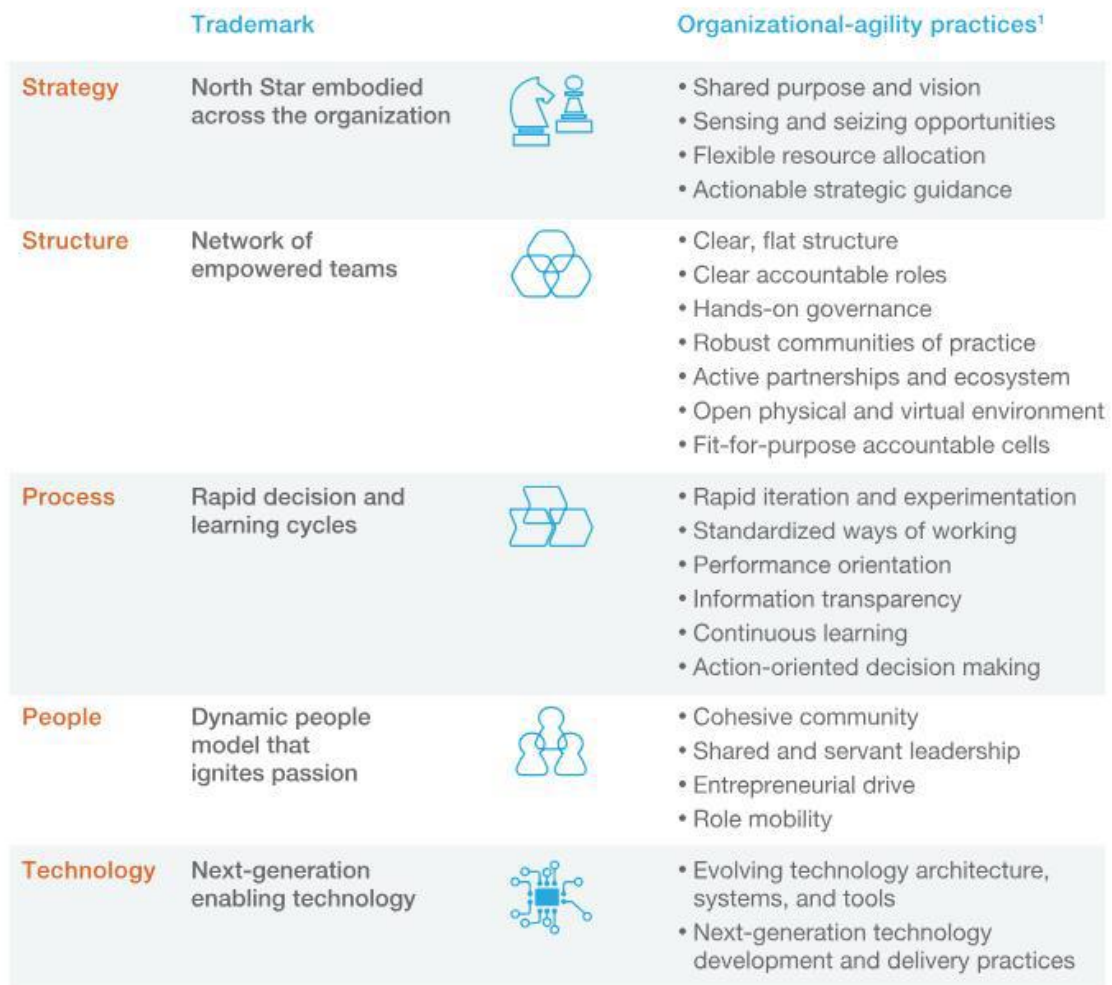 Trademark
Organizational-agility practices¹
Strategy
North Star embodied
across the organization
• Shared purpose and vision
• Sensing and seizing opportunities
• Flexible resource allocation
• Actionable strategic guidance
Structure
Network of
empowered teams
• Clear, flat structure
• Clear accountable roles
• Hands-on governance
• Robust communities of practice
• Active partnerships and ecosystem
• Open physical and virtual environment
• Fit-for-purpose accountable cells
Process
Rapid decision and
learning cycles
• Rapid iteration and experimentation
• Standardized ways of working
• Performance orientation
• Information transparency
• Continuous learning
• Action-oriented decision making
People
Dynamic people
model that
ignites passion
• Cohesive community
• Shared and servant leadership
• Entrepreneurial drive
• Role mobility
Technology
Next-generation
enabling technology
• Evolving technology architecture,
systems, and tools
• Next-generation technology
development and delivery practices